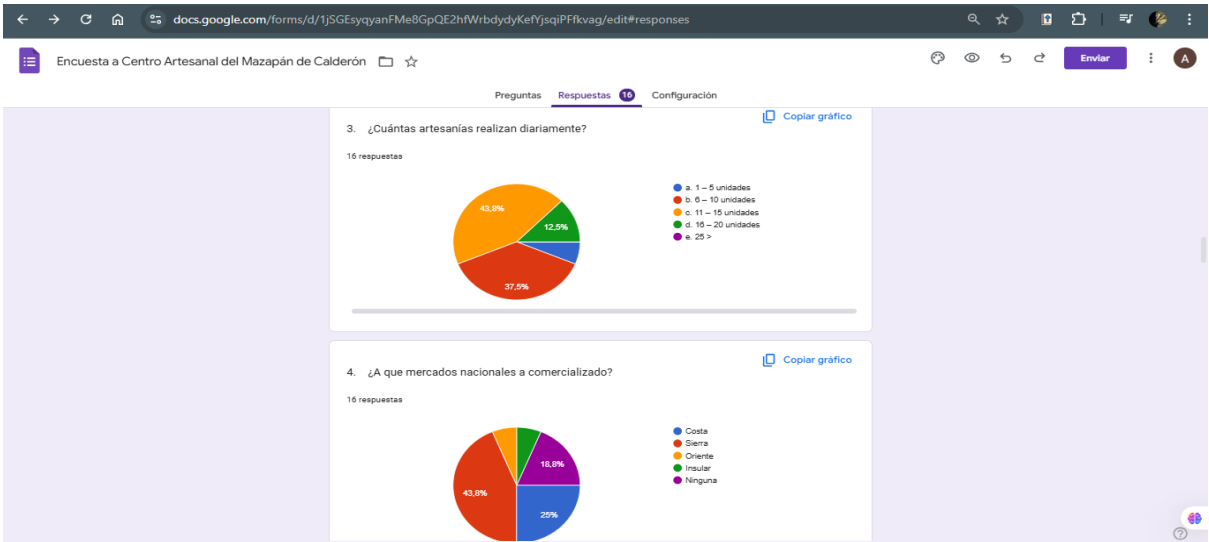 docs.google.com/forms/d/1jSGEsyqyanFMe8GpQE2hfWrbdydyKefYjsqiPFfkvag/edit#responses
Encuesta a Centro Artesanal del Mazapán de Calderón
Enviar
A
Preguntas Respuestas 16 Configuración
Copiar gráfico
3. ¿Cuántas artesanías realizan diariamente?
16 respuestas
a. 1 – 5 unidades
b. 6 – 10 unidades
c. 11 – 15 unidades
d. 16 – 20 unidades
e. 25 >
43,8%
12,5%
37,5%
Copiar gráfico
4. ¿A que mercados nacionales a comercializado?
16 respuestas
Costa
Sierra
Oriente
Insular
Ninguna
18,8%
43,8%
25%